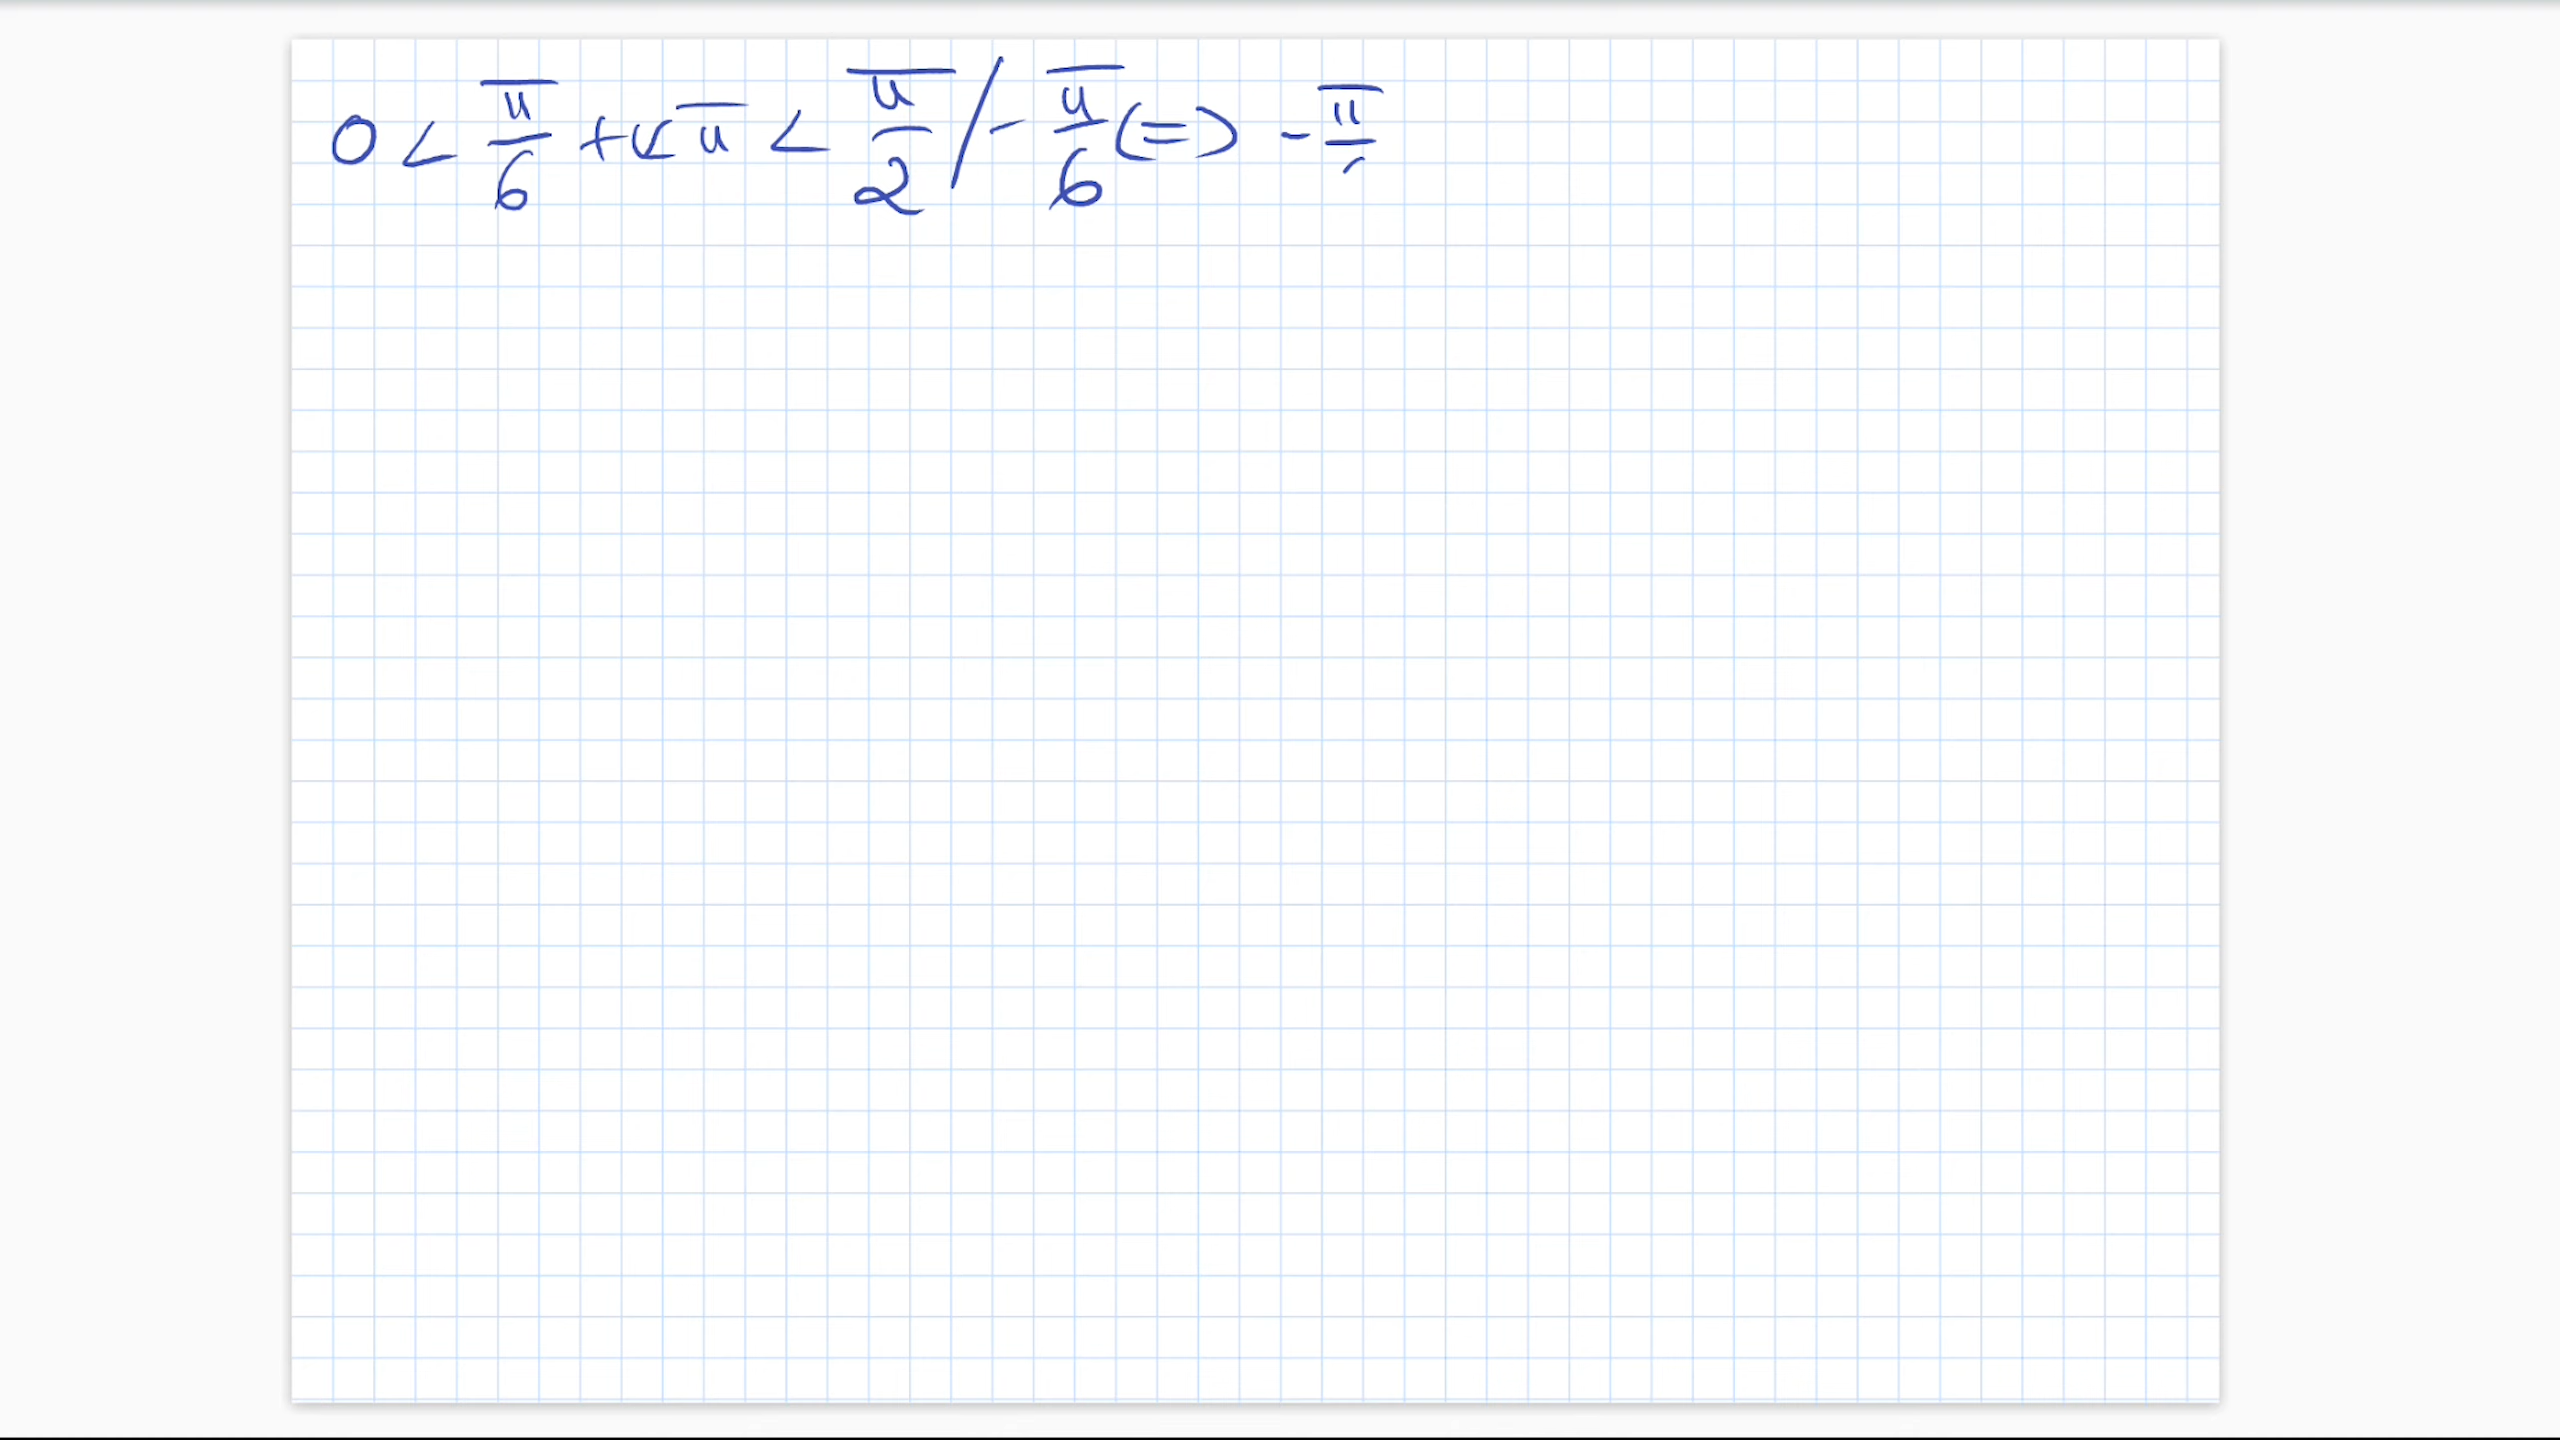 0 < π/6 + kπ < π/2 / - π/6 (=) - π/